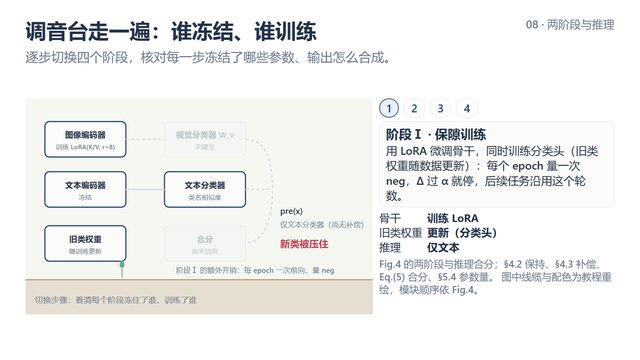 调音台走一遍：谁冻结、谁训练
08 · 两阶段与推理
逐步切换四个阶段，核对每一步冻结了哪些参数、输出怎么合成。
图像编码器
训练 LoRA(K/V, r=8)
视觉分类器 W_v
未建立
文本编码器
冻结
文本分类器
类名相似度
旧类权重
随训练更新
合分
尚未启用
pre(x)
仅文本分类器（尚无补偿）
新类被压住
阶段 I 的额外开销：每 epoch 一次前向，量 neg
切换步骤：看清每个阶段冻住了谁、训练了谁
1 2 3 4
阶段 I · 保障训练
用 LoRA 微调骨干，同时训练分类头（旧类
权重随数据更新）：每个 epoch 量一次
neg，Δ 过 α 就停，后续任务沿用这个轮
数。
骨干 训练 LoRA
旧类权重 更新（分类头）
推理 仅文本
Fig.4 的两阶段与推理合分；§4.2 保持、§4.3 补偿、
Eq.(5) 合分、§5.4 参数量。 图中线缆与配色为教程重
绘，模块顺序依 Fig.4。